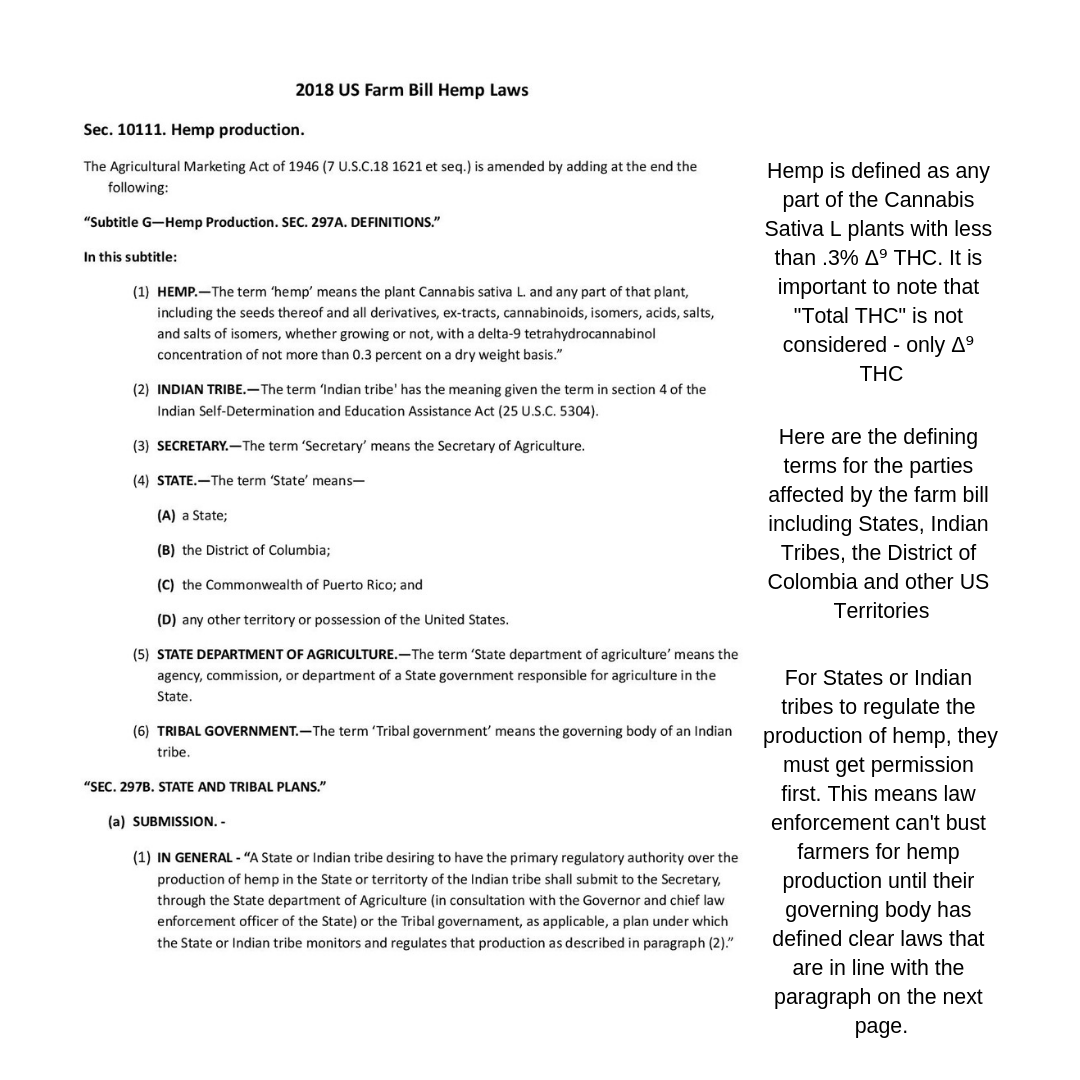 2018 US Farm Bill Hemp Laws
Sec. 10111. Hemp production.
The Agricultural Marketing Act of 1946 (7 U.S.C.18 1621 et seq.) is amended by adding at the end the
following:
“Subtitle G—Hemp Production. SEC. 297A. DEFINITIONS.”
In this subtitle:
(1) HEMP.—The term ‘hemp’ means the plant Cannabis sativa L. and any part of that plant,
including the seeds thereof and all derivatives, ex-tracts, cannabinoids, isomers, acids, salts,
and salts of isomers, whether growing or not, with a delta-9 tetrahydrocannabinol
concentration of not more than 0.3 percent on a dry weight basis.”
(2) INDIAN TRIBE.—The term ‘Indian tribe' has the meaning given the term in section 4 of the
Indian Self-Determination and Education Assistance Act (25 U.S.C. 5304).
(3) SECRETARY.—The term ‘Secretary’ means the Secretary of Agriculture.
(4) STATE.—The term ‘State’ means—
(A) a State;
(B) the District of Columbia;
(C) the Commonwealth of Puerto Rico; and
(D) any other territory or possession of the United States.
(5) STATE DEPARTMENT OF AGRICULTURE.—The term ‘State department of agriculture’ means the
agency, commission, or department of a State government responsible for agriculture in the
State.
(6) TRIBAL GOVERNMENT.—The term ‘Tribal government’ means the governing body of an Indian
tribe.
“SEC. 297B. STATE AND TRIBAL PLANS.”
(a) SUBMISSION. -
(1) IN GENERAL - “A State or Indian tribe desiring to have the primary regulatory authority over the
production of hemp in the State or territorty of the Indian tribe shall submit to the Secretary,
through the State department of Agriculture (in consultation with the Governor and chief law
enforcement officer of the State) or the Tribal governament, as applicable, a plan under which
the State or Indian tribe monitors and regulates that production as described in paragraph (2).”
Hemp is defined as any
part of the Cannabis
Sativa L plants with less
than .3% Δ⁹ THC. It is
important to note that
"Total THC" is not
considered - only Δ⁹
THC
Here are the defining
terms for the parties
affected by the farm bill
including States, Indian
Tribes, the District of
Colombia and other US
Territories
For States or Indian
tribes to regulate the
production of hemp, they
must get permission
first. This means law
enforcement can't bust
farmers for hemp
production until their
governing body has
defined clear laws that
are in line with the
paragraph on the next
page.